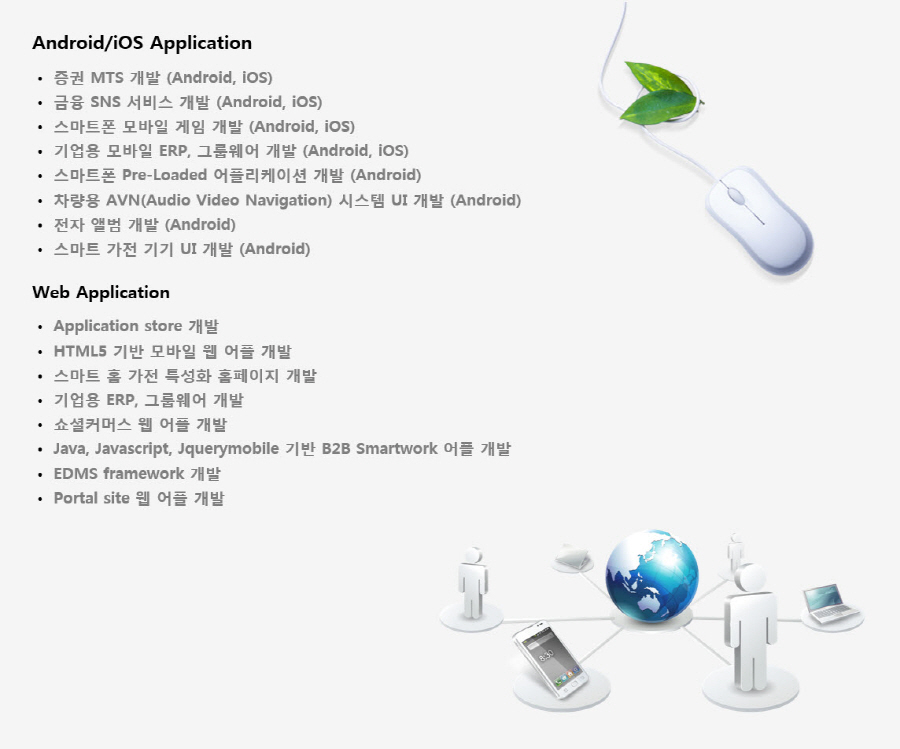 Android/iOS Application
• 증권 MTS 개발 (Android, iOS)
• 금융 SNS 서비스 개발 (Android, iOS)
• 스마트폰 모바일 게임 개발 (Android, iOS)
• 기업용 모바일 ERP, 그룹웨어 개발 (Android, iOS)
• 스마트폰 Pre-Loaded 어플리케이션 개발 (Android)
• 차량용 AVN(Audio Video Navigation) 시스템 UI 개발 (Android)
• 전자 앨범 개발 (Android)
• 스마트 가전 기기 UI 개발 (Android)
Web Application
• Application store 개발
• HTML5 기반 모바일 웹 어플 개발
• 스마트 홈 가전 특성화 홈페이지 개발
• 기업용 ERP, 그룹웨어 개발
• 쇼셜커머스 웹 어플 개발
• Java, Javascript, Jquerymobile 기반 B2B Smartwork 어플 개발
• EDMS framework 개발
• Portal site 웹 어플 개발
8:30